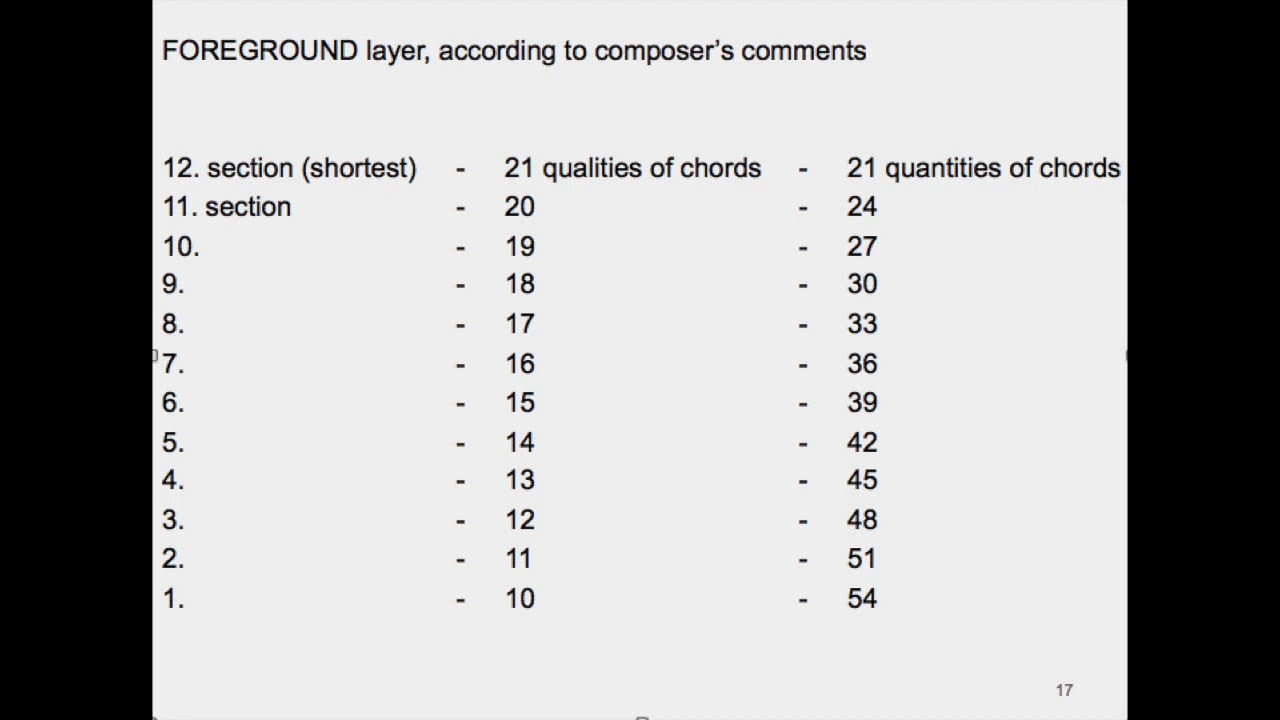 FOREGROUND layer, according to composer’s comments
12. section (shortest) - 21 qualities of chords - 21 quantities of chords
11. section - 20 - 24
10. - 19 - 27
9. - 18 - 30
8. - 17 - 33
7. - 16 - 36
6. - 15 - 39
5. - 14 - 42
4. - 13 - 45
3. - 12 - 48
2. - 11 - 51
1. - 10 - 54
17